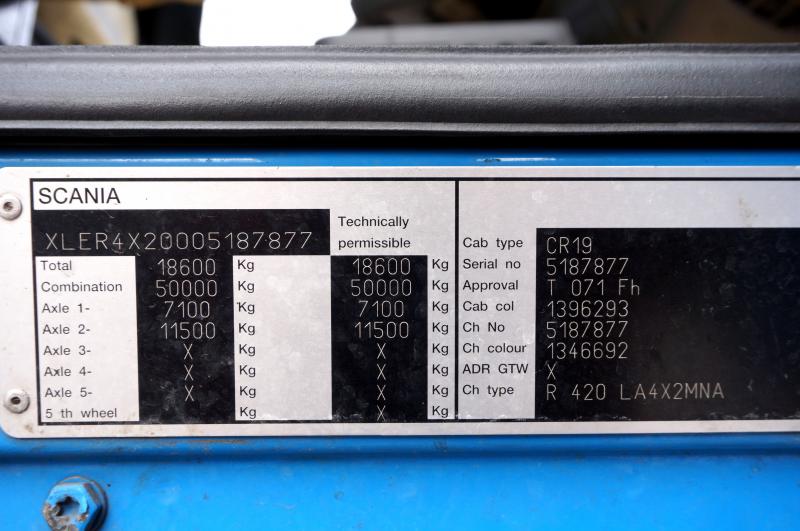 SCANIA
XLER4X20005187877 Technically permissible
Total 18600 Kg 18600 Kg
Combination 50000 Kg 50000 Kg
Axle 1- 7100 Kg 7100 Kg
Axle 2- 11500 Kg 11500 Kg
Axle 3- X Kg X Kg
Axle 4- X Kg X Kg
Axle 5- X Kg X Kg
5 th wheel Kg X Kg
Cab type CR19
Serial no 5187877
Approval T 071 Fh
Cab col 1396293
Ch No 5187877
Ch colour 1346692
ADR GTW X
Ch type R 420 LA4X2MNA